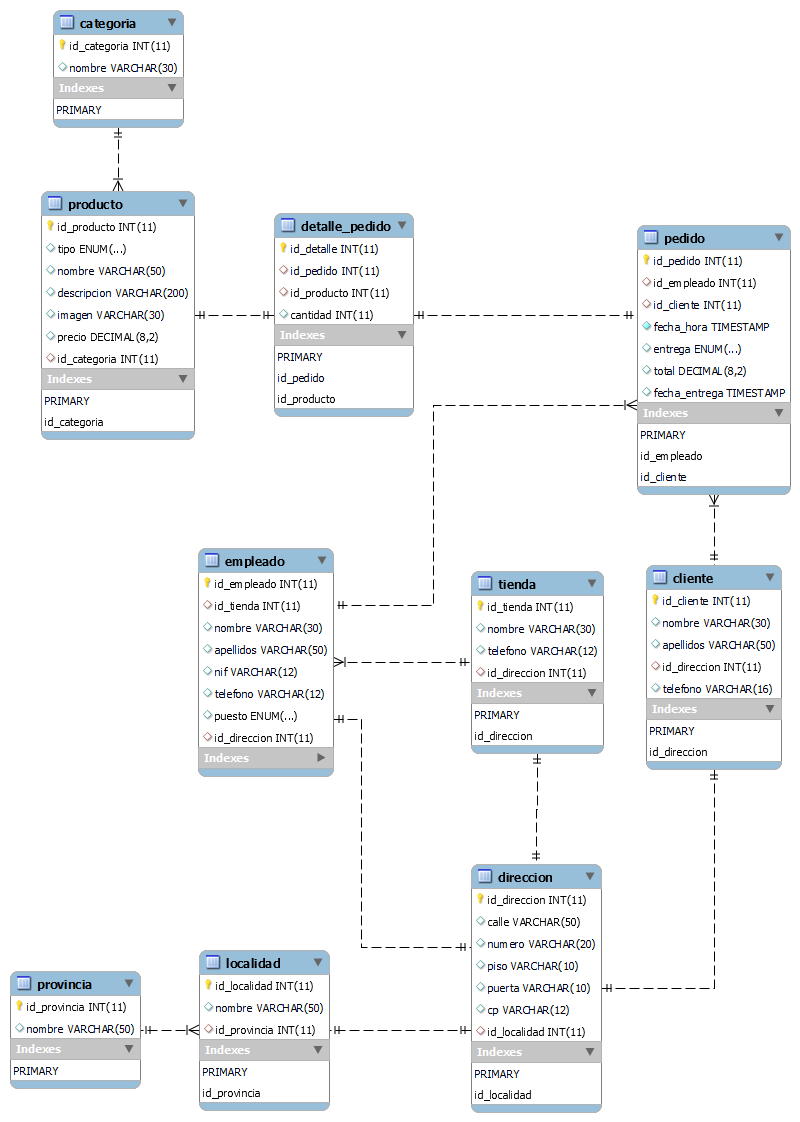 categoria
id_categoria INT(11)
nombre VARCHAR(30)
Indexes
PRIMARY
producto
id_producto INT(11)
tipo ENUM(...)
nombre VARCHAR(50)
descripcion VARCHAR(200)
imagen VARCHAR(30)
precio DECIMAL(8,2)
id_categoria INT(11)
Indexes
PRIMARY
id_categoria
detalle_pedido
id_detalle INT(11)
id_pedido INT(11)
id_producto INT(11)
cantidad INT(11)
Indexes
PRIMARY
id_pedido
id_producto
pedido
id_pedido INT(11)
id_empleado INT(11)
id_cliente INT(11)
fecha_hora TIMESTAMP
entrega ENUM(...)
total DECIMAL(8,2)
fecha_entrega TIMESTAMP
Indexes
PRIMARY
id_empleado
id_cliente
empleado
id_empleado INT(11)
id_tienda INT(11)
nombre VARCHAR(30)
apellidos VARCHAR(50)
nif VARCHAR(12)
telefono VARCHAR(12)
puesto ENUM(...)
id_direccion INT(11)
Indexes
tienda
id_tienda INT(11)
nombre VARCHAR(30)
telefono VARCHAR(12)
id_direccion INT(11)
Indexes
PRIMARY
id_direccion
cliente
id_cliente INT(11)
nombre VARCHAR(30)
apellidos VARCHAR(50)
id_direccion INT(11)
telefono VARCHAR(16)
Indexes
PRIMARY
id_direccion
direccion
id_direccion INT(11)
calle VARCHAR(50)
numero VARCHAR(20)
piso VARCHAR(10)
puerta VARCHAR(10)
cp VARCHAR(12)
id_localidad INT(11)
Indexes
PRIMARY
id_localidad
localidad
id_localidad INT(11)
nombre VARCHAR(50)
id_provincia INT(11)
Indexes
PRIMARY
id_provincia
provincia
id_provincia INT(11)
nombre VARCHAR(50)
Indexes
PRIMARY